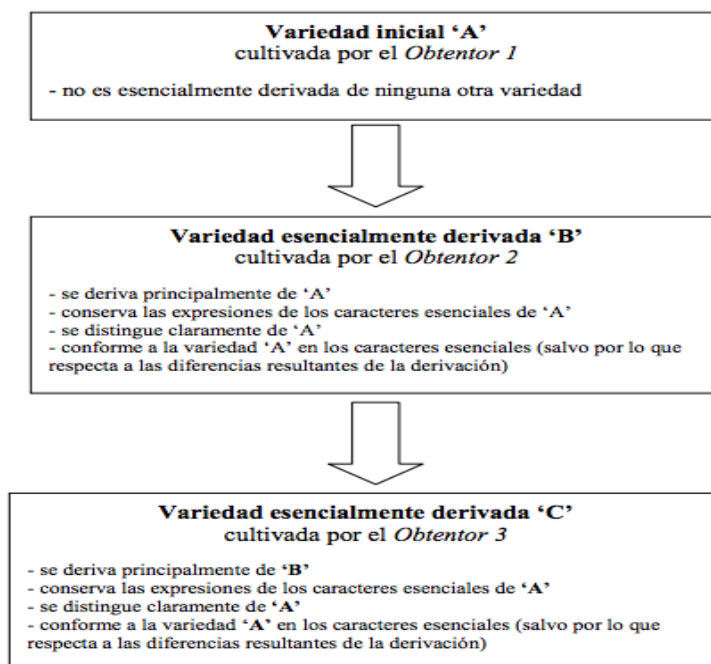 Variedad inicial ‘A’
cultivada por el Obtentor 1
- no es esencialmente derivada de ninguna otra variedad
Variedad esencialmente derivada ‘B’
cultivada por el Obtentor 2
- se deriva principalmente de ‘A’
- conserva las expresiones de los caracteres esenciales de ‘A’
- se distingue claramente de ‘A’
- conforme a la variedad ‘A’ en los caracteres esenciales (salvo por lo que
respecta a las diferencias resultantes de la derivación)
Variedad esencialmente derivada ‘C’
cultivada por el Obtentor 3
- se deriva principalmente de ‘B’
- conserva las expresiones de los caracteres esenciales de ‘A’
- se distingue claramente de ‘A’
- conforme a la variedad ‘A’ en los caracteres esenciales (salvo por lo que
respecta a las diferencias resultantes de la derivación)